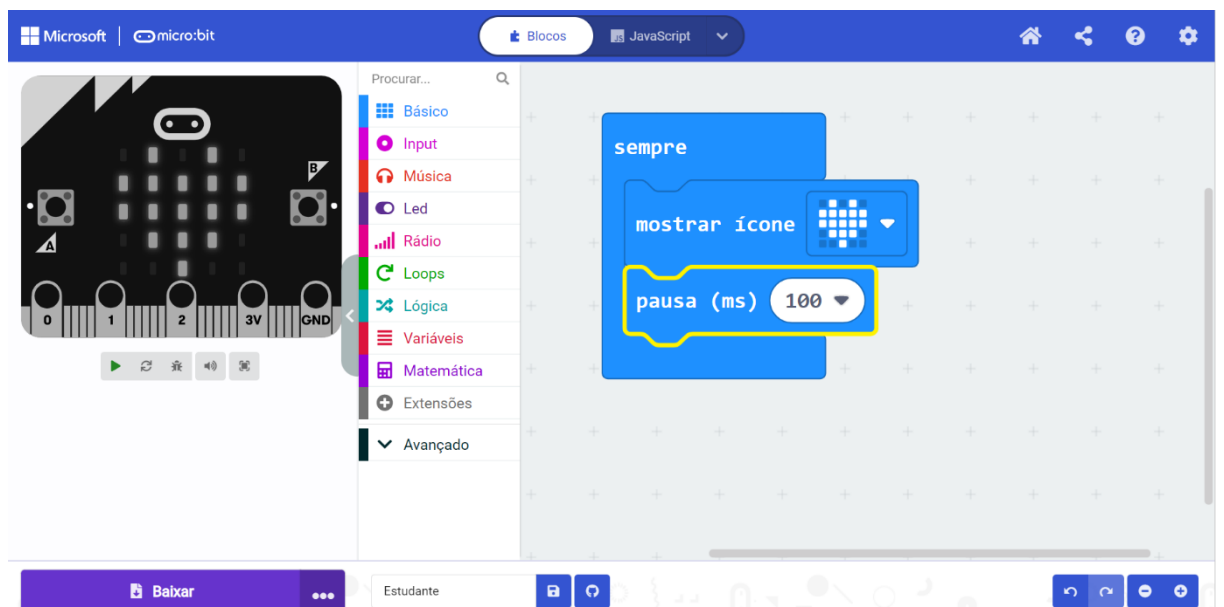 Microsoft micro:bit Blocos JavaScript
Procurar...
Básico
Input
Música
Led
Rádio
Loops
Lógica
Variáveis
Matemática
Extensões
Avançado
A
B
0 1 2 3V GND
sempre
mostrar ícone
pausa (ms) 100
Baixar
Estudante